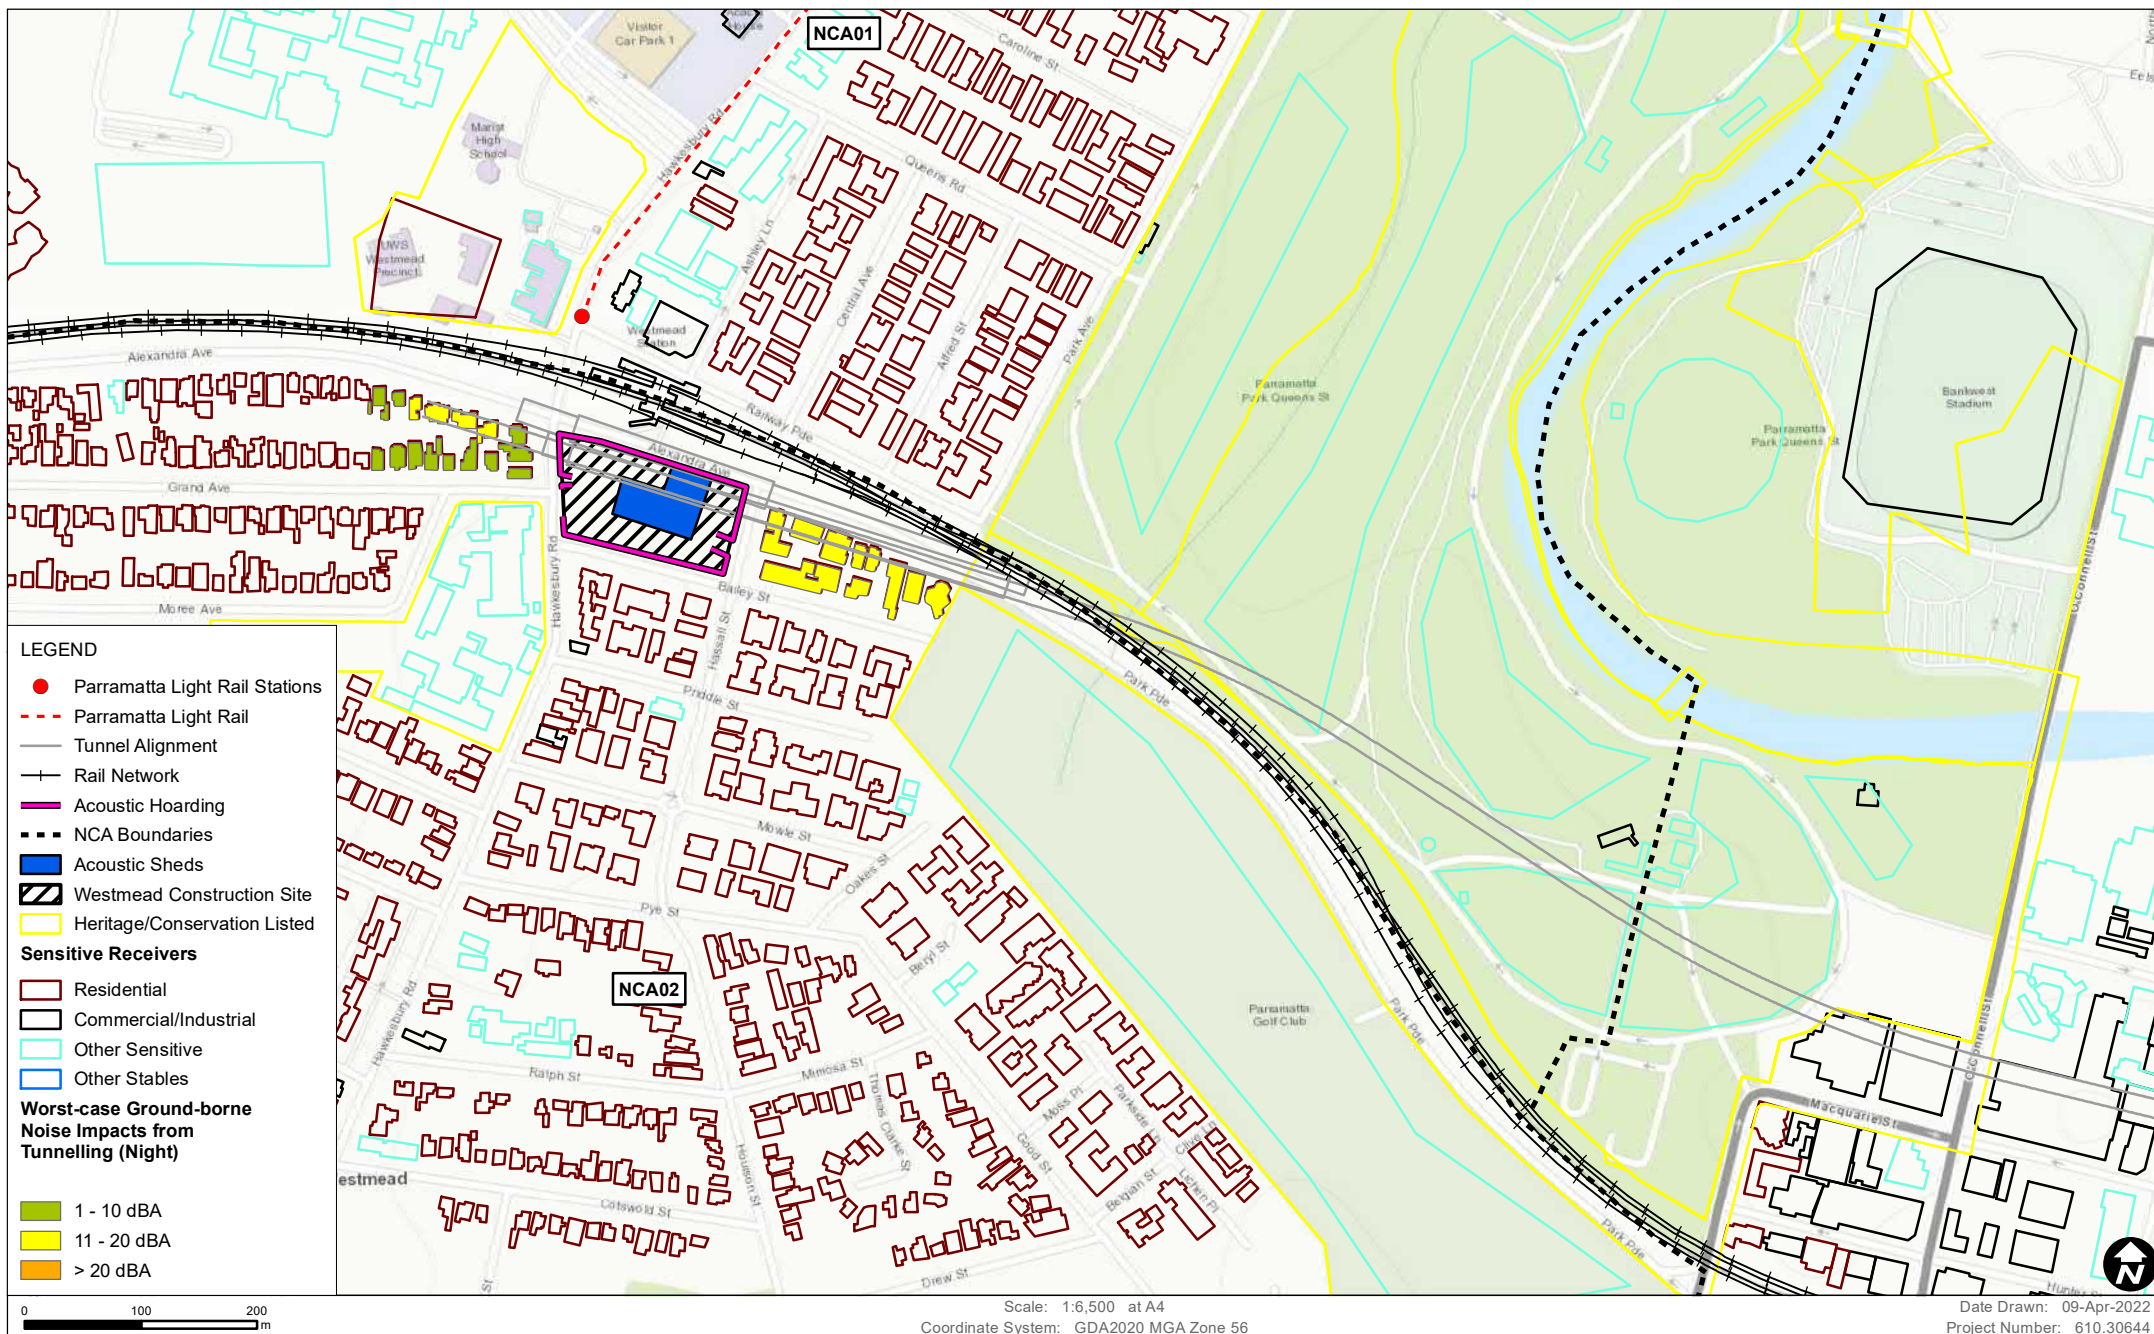 NCA01
Visitor
Car Park 1
Caroline St
Marist
High
School
Hawkesbury Rd
Queens Rd
UWS
Westmead
Precinct
Ashley Ln
Central Ave
Alfred St
Park Ave
Westmead
Station
Alexandra Ave
Railway Pde
Alexandra Ave
Grand Ave
Moree Ave
Hawkesbury Rd
Bailey St
Hassall St
Priddle St
Park Pde
Parramatta
Park Queens St
Parramatta
Park Queens St
Bankwest
Stadium
O'Connell St
LEGEND
Parramatta Light Rail Stations
Parramatta Light Rail
Tunnel Alignment
Rail Network
Acoustic Hoarding
NCA Boundaries
Acoustic Sheds
Westmead Construction Site
Heritage/Conservation Listed
Sensitive Receivers
Residential
Commercial/Industrial
Other Sensitive
Other Stables
Worst-case Ground-borne
Noise Impacts from
Tunnelling (Night)
1 - 10 dBA
11 - 20 dBA
> 20 dBA
Mowle St
Oakes St
Pye St
Beryl St
NCA02
Hawkesbury Rd
Ralph St
Mimosa St
Thomas Clarke St
Moss Pl
Parkside Ln
Good St
Bequan St
Lichen Pl
Houison St
Cotswold St
Drew St
estmead
St
Parramatta
Golf Club
Park Pde
Park Pde
Macquarie St
O'Connell St
0 100 200
m
Scale: 1:6,500 at A4
Coordinate System: GDA2020 MGA Zone 56
N
Date Drawn: 09-Apr-2022
Project Number: 610.30644